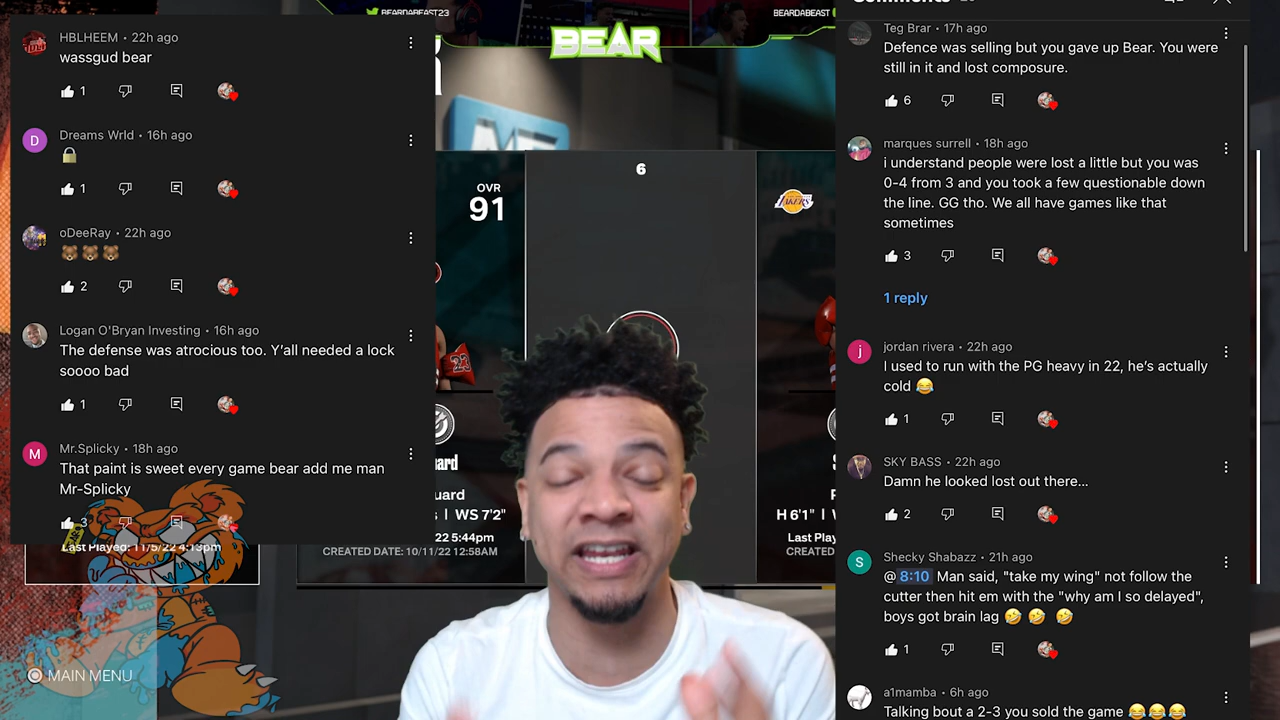 BEARDABEAST23
BEARDABEAST
BEAR
HBLHEEM • 22h ago
wassgud bear
1
D
Dreams Wrld • 16h ago
1
oDeeRay • 22h ago
2
Logan O'Bryan Investing • 16h ago
The defense was atrocious too. Y'all needed a lock
soooo bad
1
M
Mr.Splicky • 18h ago
That paint is sweet every game bear add me man
Mr-Splicky
3
Last Played: 11/5/22 4:13pm
MAIN MENU
OVR
91
23
uard
| WS 7'2"
22 5:44pm
CREATED DATE: 10/11/22 12:58AM
6
LAKERS
H 6'1" | W
Last Play
CREATED
Comments
Teg Brar • 17h ago
Defence was selling but you gave up Bear. You were
still in it and lost composure.
6
marques surrell • 18h ago
i understand people were lost a little but you was
0-4 from 3 and you took a few questionable down
the line. GG tho. We all have games like that
sometimes
3
1 reply
j
jordan rivera • 22h ago
I used to run with the PG heavy in 22, he's actually
cold 😂
1
SKY BASS • 22h ago
Damn he looked lost out there...
2
S
Shecky Shabazz • 21h ago
@ 8:10 Man said, "take my wing" not follow the
cutter then hit em with the "why am I so delayed",
boys got brain lag 🤣 🤣 🤣
1
a1mamba • 6h ago
Talking bout a 2-3 you sold the game 😂😂😂